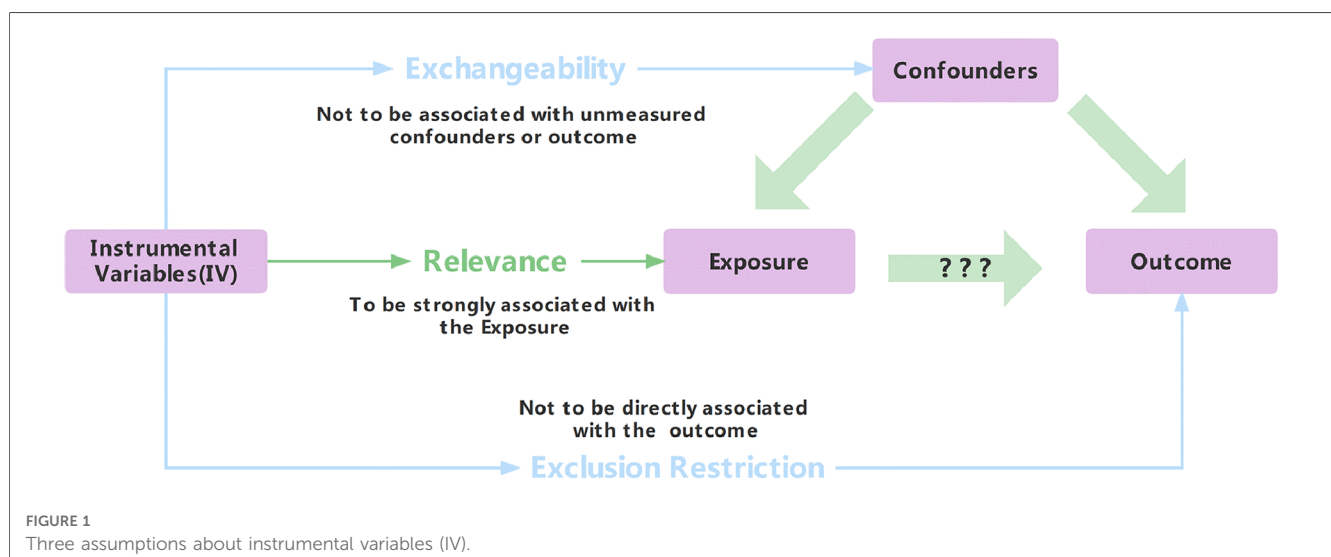 Exchangeability
Confounders
Not to be associated with unmeasured
confounders or outcome
Instrumental
Variables(IV)
Relevance
Exposure
? ? ?
Outcome
To be strongly associated with
the Exposure
Not to be directly associated
with the outcome
Exclusion Restriction
FIGURE 1
Three assumptions about instrumental variables (IV).